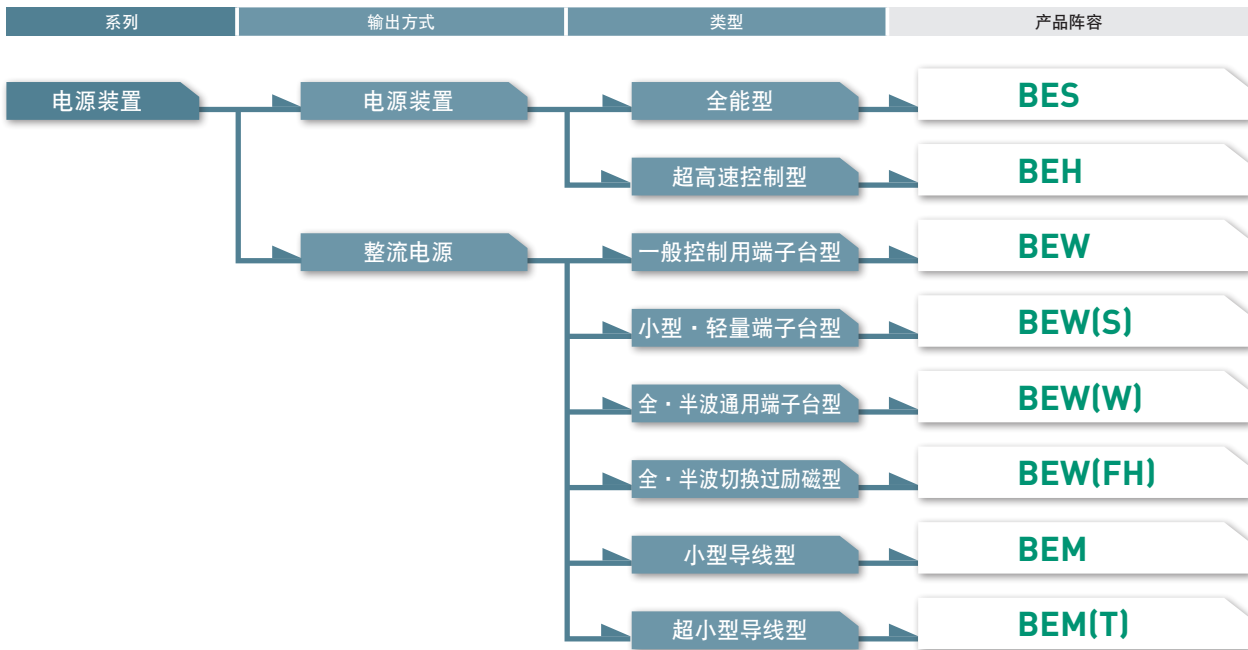 系列
输出方式
类型
产品阵容
电源装置
电源装置
全能型
BES
超高速控制型
BEH
整流电源
一般控制用端子台型
BEW
小型・轻量端子台型
BEW(S)
全・半波通用端子台型
BEW(W)
全・半波切换过励磁型
BEW(FH)
小型导线型
BEM
超小型导线型
BEM(T)